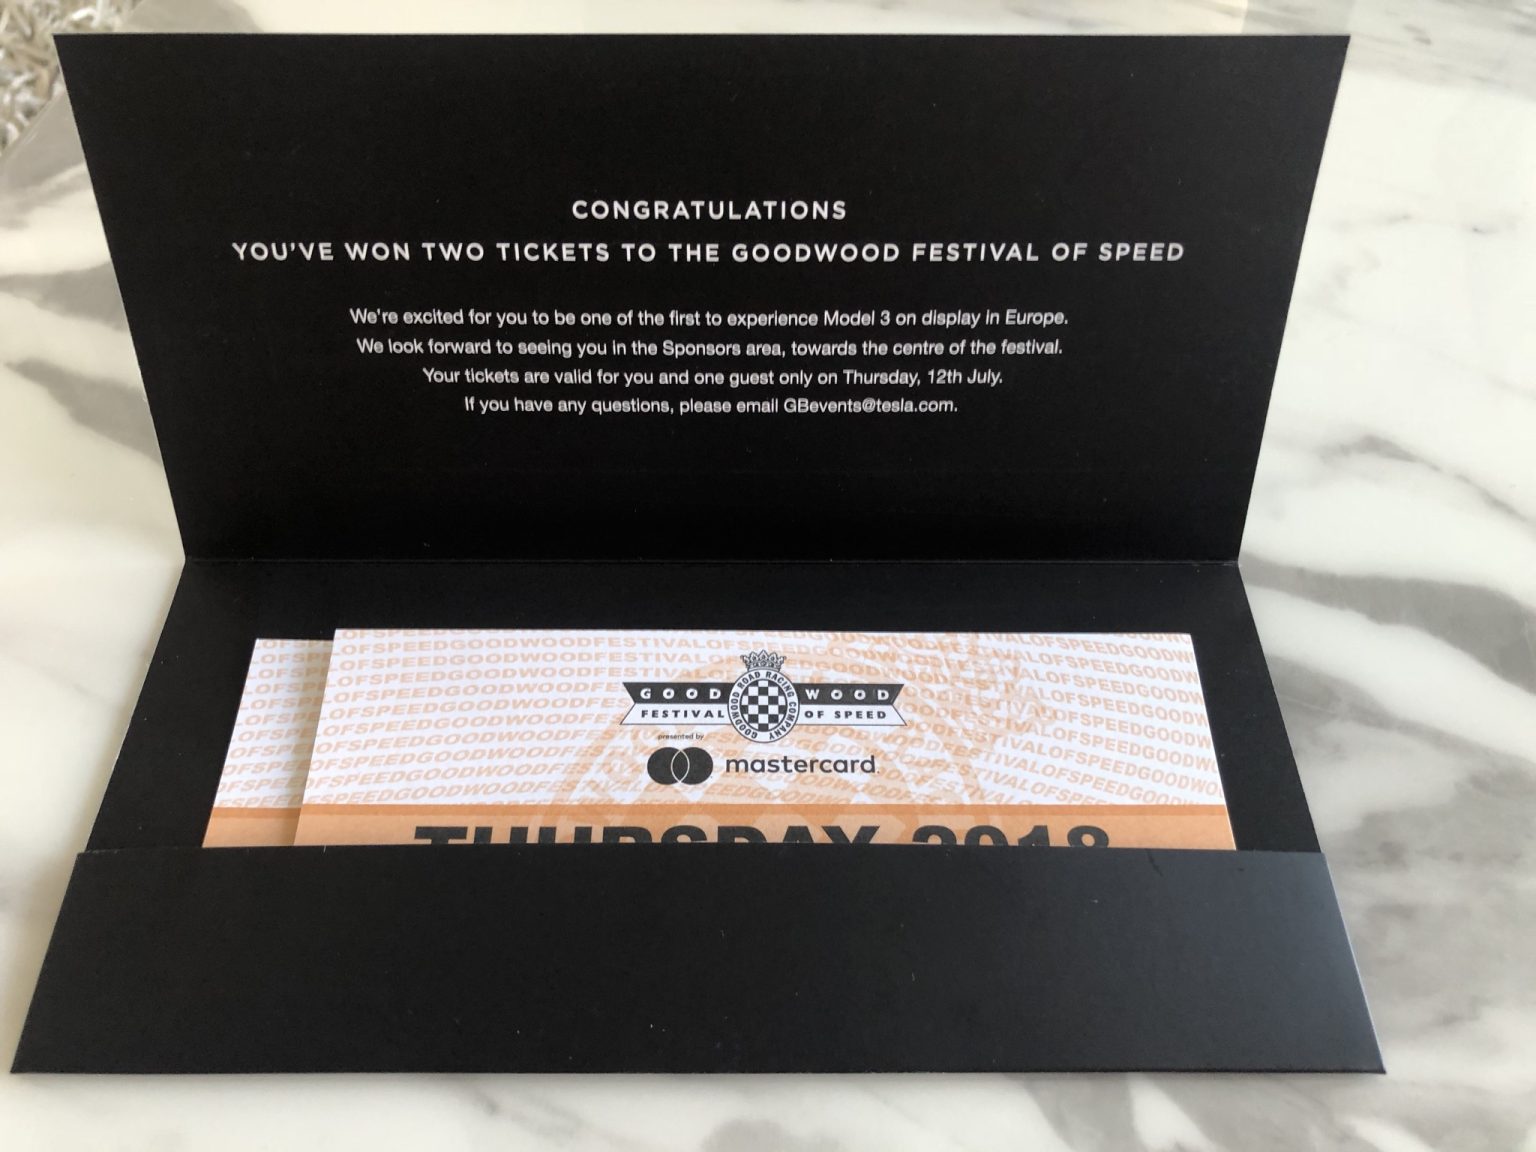 CONGRATULATIONS
YOU'VE WON TWO TICKETS TO THE GOODWOOD FESTIVAL OF SPEED
We're excited for you to be one of the first to experience Model 3 on display in Europe.
We look forward to seeing you in the Sponsors area, towards the centre of the festival.
Your tickets are valid for you and one guest only on Thursday, 12th July.
If you have any questions, please email GBevents@tesla.com.
GOODWOOD
FESTIVAL OF SPEED
GOODWOOD ROAD RACING COMPANY
presented by
mastercard.
THURSDAY 2018